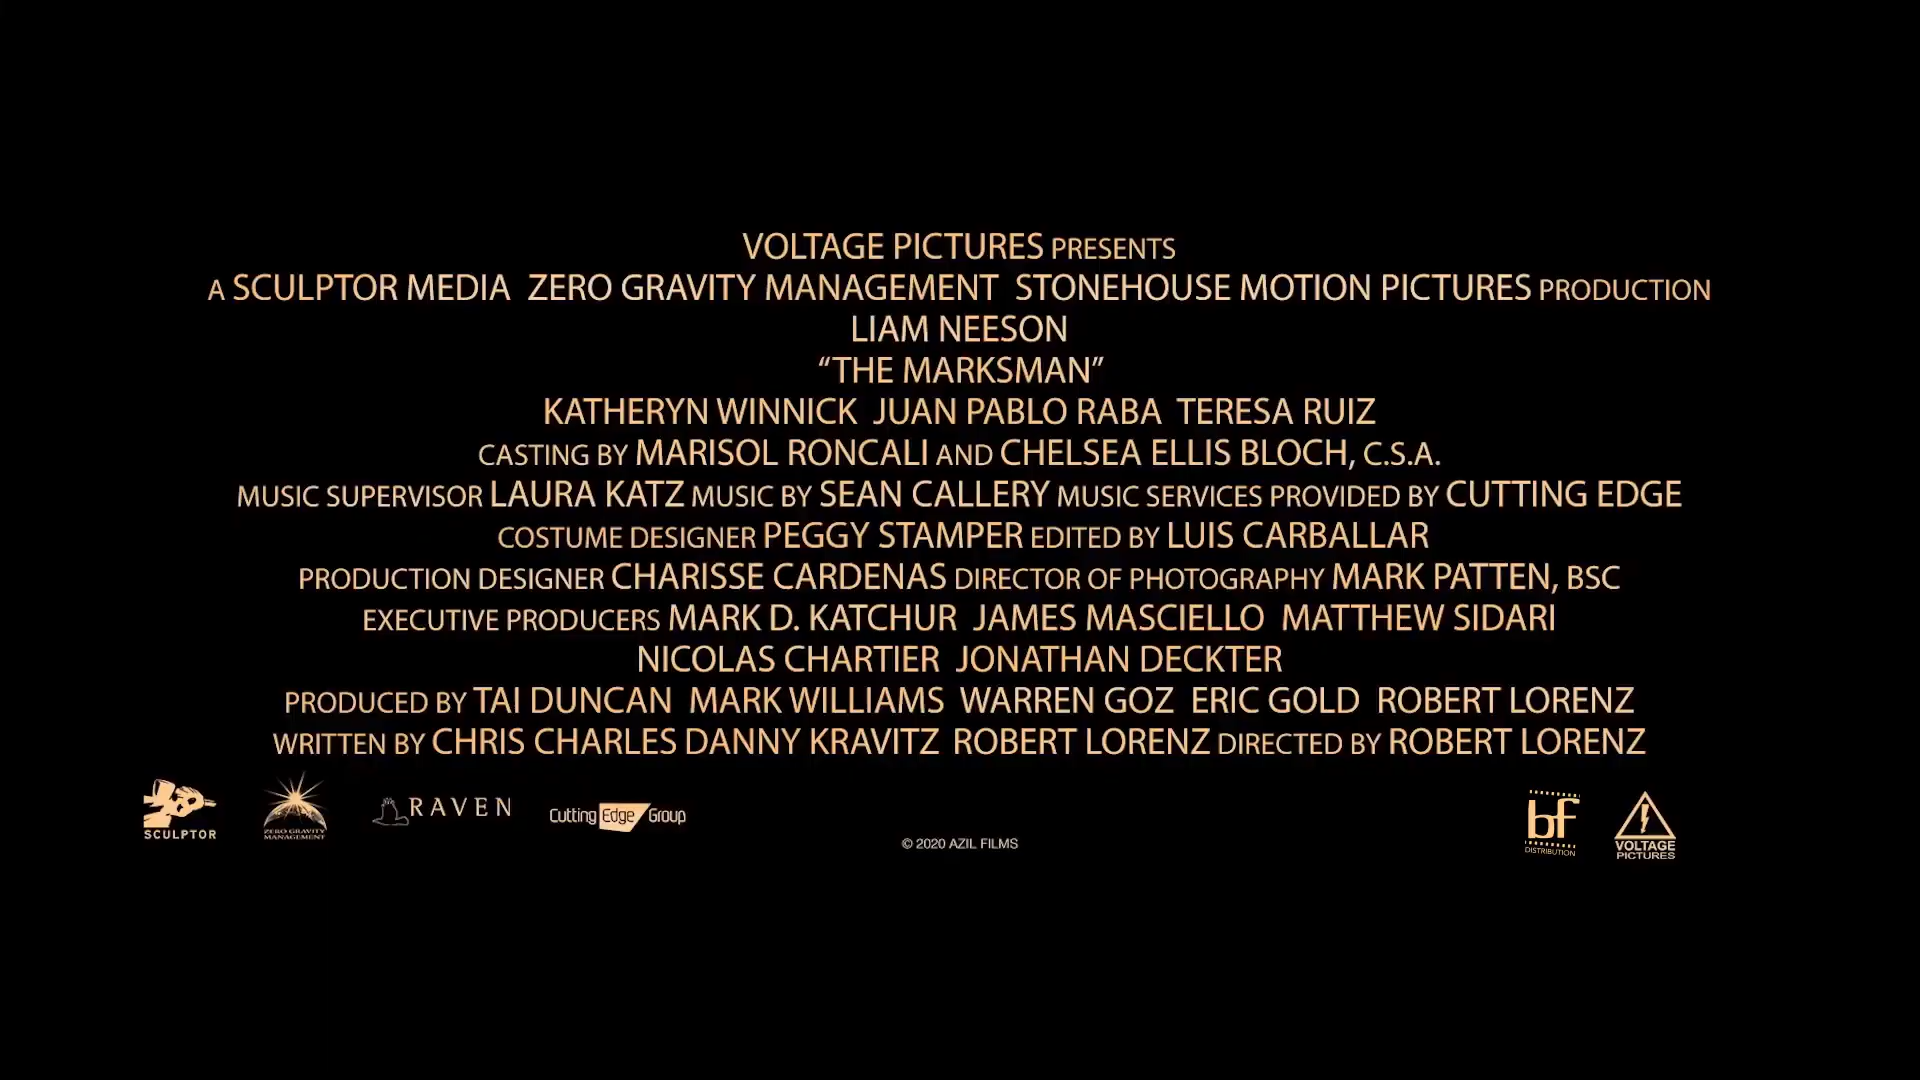 VOLTAGE PICTURES PRESENTS
A SCULPTOR MEDIA ZERO GRAVITY MANAGEMENT STONEHOUSE MOTION PICTURES PRODUCTION
LIAM NEESON
“THE MARKSMAN”
KATHERYN WINNICK JUAN PABLO RABA TERESA RUIZ
CASTING BY MARISOL RONCALI AND CHELSEA ELLIS BLOCH, C.S.A.
MUSIC SUPERVISOR LAURA KATZ MUSIC BY SEAN CALLERY MUSIC SERVICES PROVIDED BY CUTTING EDGE
COSTUME DESIGNER PEGGY STAMPER EDITED BY LUIS CARBALLAR
PRODUCTION DESIGNER CHARISSE CARDENAS DIRECTOR OF PHOTOGRAPHY MARK PATTEN, BSC
EXECUTIVE PRODUCERS MARK D. KATCHUR JAMES MASCIELLO MATTHEW SIDARI
NICOLAS CHARTIER JONATHAN DECKTER
PRODUCED BY TAI DUNCAN MARK WILLIAMS WARREN GOZ ERIC GOLD ROBERT LORENZ
WRITTEN BY CHRIS CHARLES DANNY KRAVITZ ROBERT LORENZ DIRECTED BY ROBERT LORENZ
SCULPTOR
ZERO GRAVITY
MANAGEMENT
RAVEN
Cutting Edge Group
© 2020 AZIL FILMS
bf
DISTRIBUTION
VOLTAGE
PICTURES